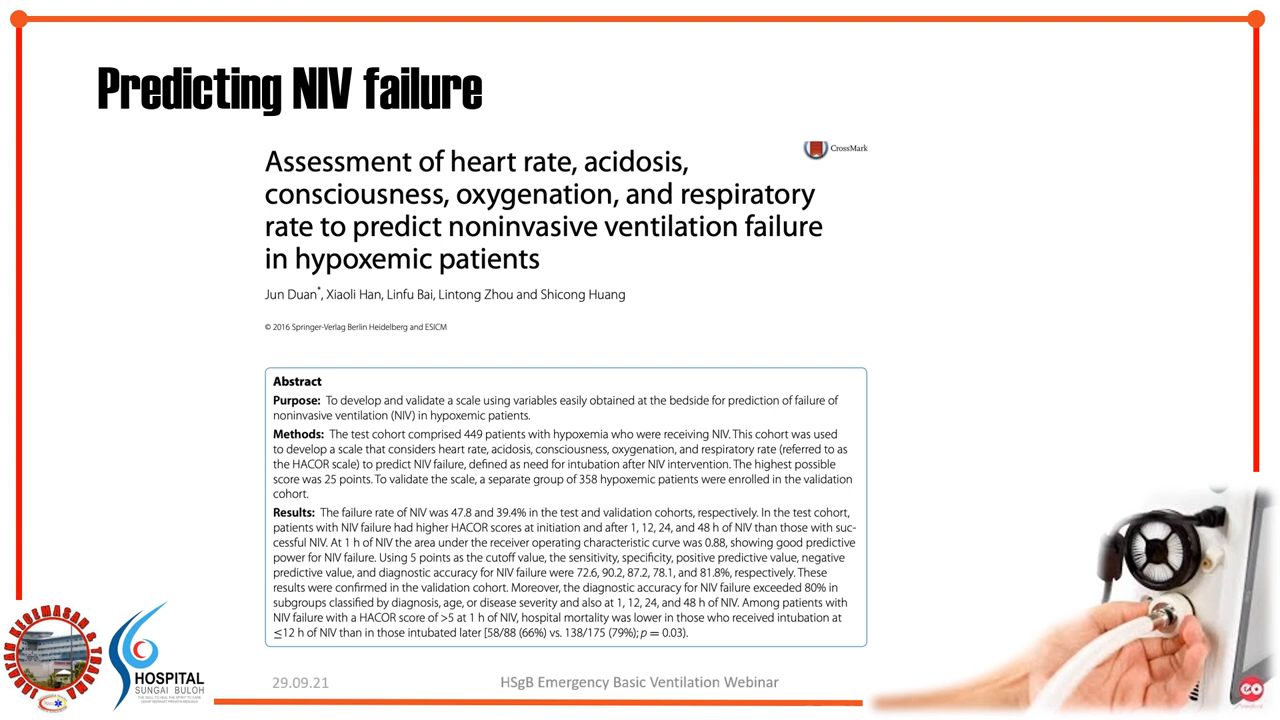 Predicting NIV failure
CrossMark
Assessment of heart rate, acidosis,
consciousness, oxygenation, and respiratory
rate to predict noninvasive ventilation failure
in hypoxemic patients
Jun Duan*, Xiaoli Han, Linfu Bai, Lintong Zhou and Shicong Huang
© 2016 Springer-Verlag Berlin Heidelberg and ESICM
Abstract
Purpose: To develop and validate a scale using variables easily obtained at the bedside for prediction of failure of
noninvasive ventilation (NIV) in hypoxemic patients.
Methods: The test cohort comprised 449 patients with hypoxemia who were receiving NIV. This cohort was used
to develop a scale that considers heart rate, acidosis, consciousness, oxygenation, and respiratory rate (referred to as
the HACOR scale) to predict NIV failure, defined as need for intubation after NIV intervention. The highest possible
score was 25 points. To validate the scale, a separate group of 358 hypoxemic patients were enrolled in the validation
cohort.
Results: The failure rate of NIV was 47.8 and 39.4% in the test and validation cohorts, respectively. In the test cohort,
patients with NIV failure had higher HACOR scores at initiation and after 1, 12, 24, and 48 h of NIV than those with suc-
cessful NIV. At 1 h of NIV the area under the receiver operating characteristic curve was 0.88, showing good predictive
power for NIV failure. Using 5 points as the cutoff value, the sensitivity, specificity, positive predictive value, negative
predictive value, and diagnostic accuracy for NIV failure were 72.6, 90.2, 87.2, 78.1, and 81.8%, respectively. These
results were confirmed in the validation cohort. Moreover, the diagnostic accuracy for NIV failure exceeded 80% in
subgroups classified by diagnosis, age, or disease severity and also at 1, 12, 24, and 48 h of NIV. Among patients with
NIV failure with a HACOR score of >5 at 1 h of NIV, hospital mortality was lower in those who received intubation at
≤12 h of NIV than in those intubated later [58/88 (66%) vs. 138/175 (79%); p = 0.03).
JABATAN KECEMASAN & TRAUMA
HOSPITAL
SUNGAI BULOH
29.09.21
HSgB Emergency Basic Ventilation Webinar
eo